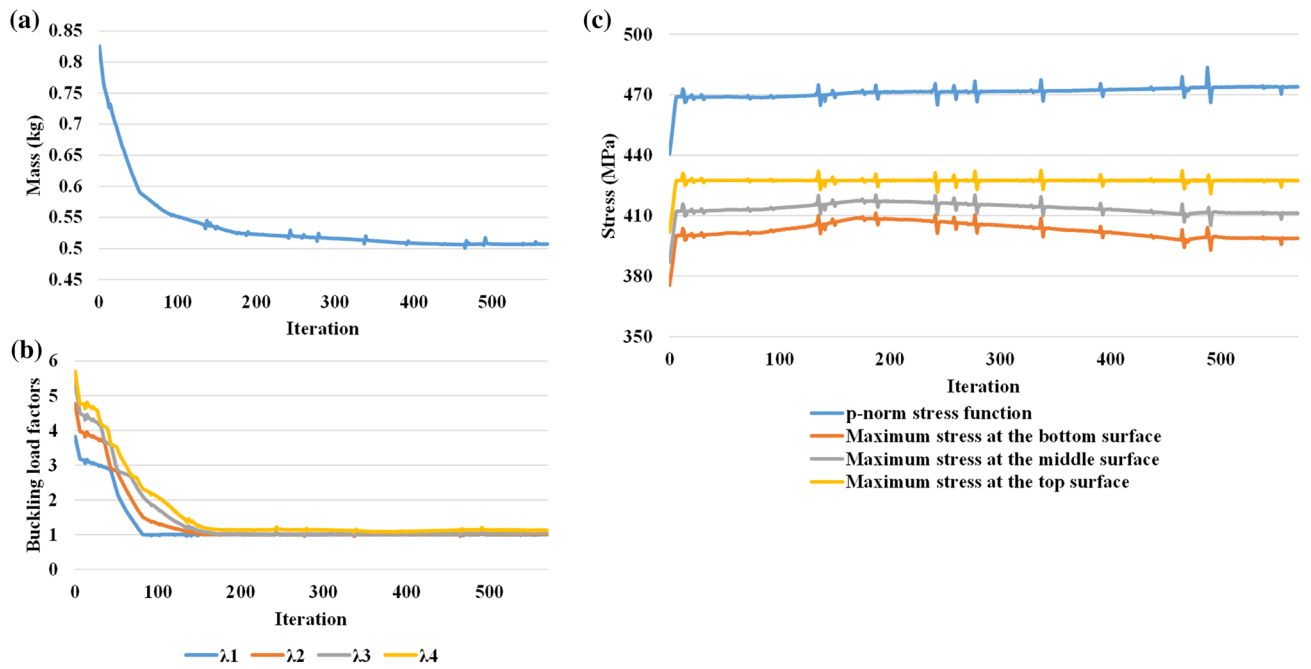 (a)
0.85
0.8
0.75
0.7
0.65
0.6
0.55
0.5
0.45
Mass (kg)
0 100 200 300 400 500
Iteration
(b)
6
5
4
3
2
1
0
Buckling load factors
0 100 200 300 400 500
Iteration
λ1 λ2 λ3 λ4
(c)
500
470
440
410
380
350
Stress (MPa)
0 100 200 300 400 500
Iteration
p-norm stress function
Maximum stress at the bottom surface
Maximum stress at the middle surface
Maximum stress at the top surface